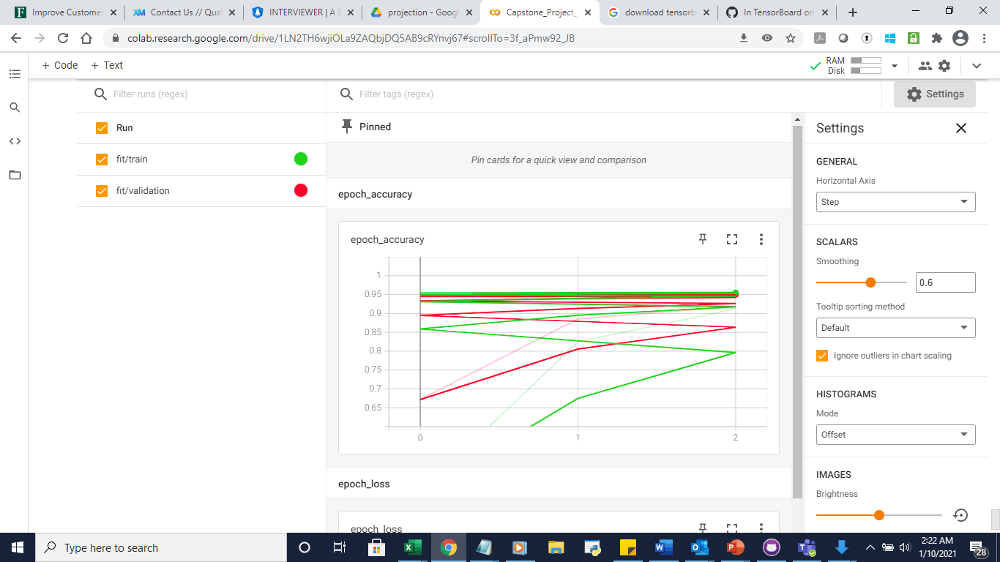 Improve Customer
XM Contact Us // Qual
INTERVIEWER | A B
projection - Googl
Capstone_Project_
download tensorb
In TensorBoard on
colab.research.google.com/drive/1LN2TH6wjiOLa9ZAQbjDQ5AB9cRYnvj67#scrollTo=3f_aPmw92_JB
+ Code + Text
RAM
Disk
Filter runs (regex)
Filter tags (regex)
Settings
Run
fit/train
fit/validation
Pinned
Pin cards for a quick view and comparison
epoch_accuracy
epoch_accuracy
1
0.95
0.9
0.85
0.8
0.75
0.7
0.65
0 1 2
epoch_loss
epoch_loss
Settings
GENERAL
Horizontal Axis
Step
SCALARS
Smoothing
0.6
Tooltip sorting method
Default
Ignore outliers in chart scaling
HISTOGRAMS
Mode
Offset
IMAGES
Brightness
Type here to search
2:22 AM
1/10/2021
28